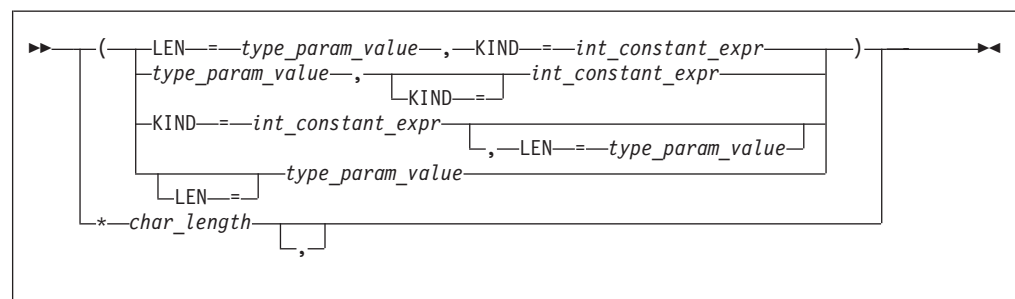 ( LEN = type_param_value , KIND = int_constant_expr )
type_param_value , int_constant_expr
KIND =
KIND = int_constant_expr
, LEN = type_param_value
type_param_value
LEN =
* char_length
,